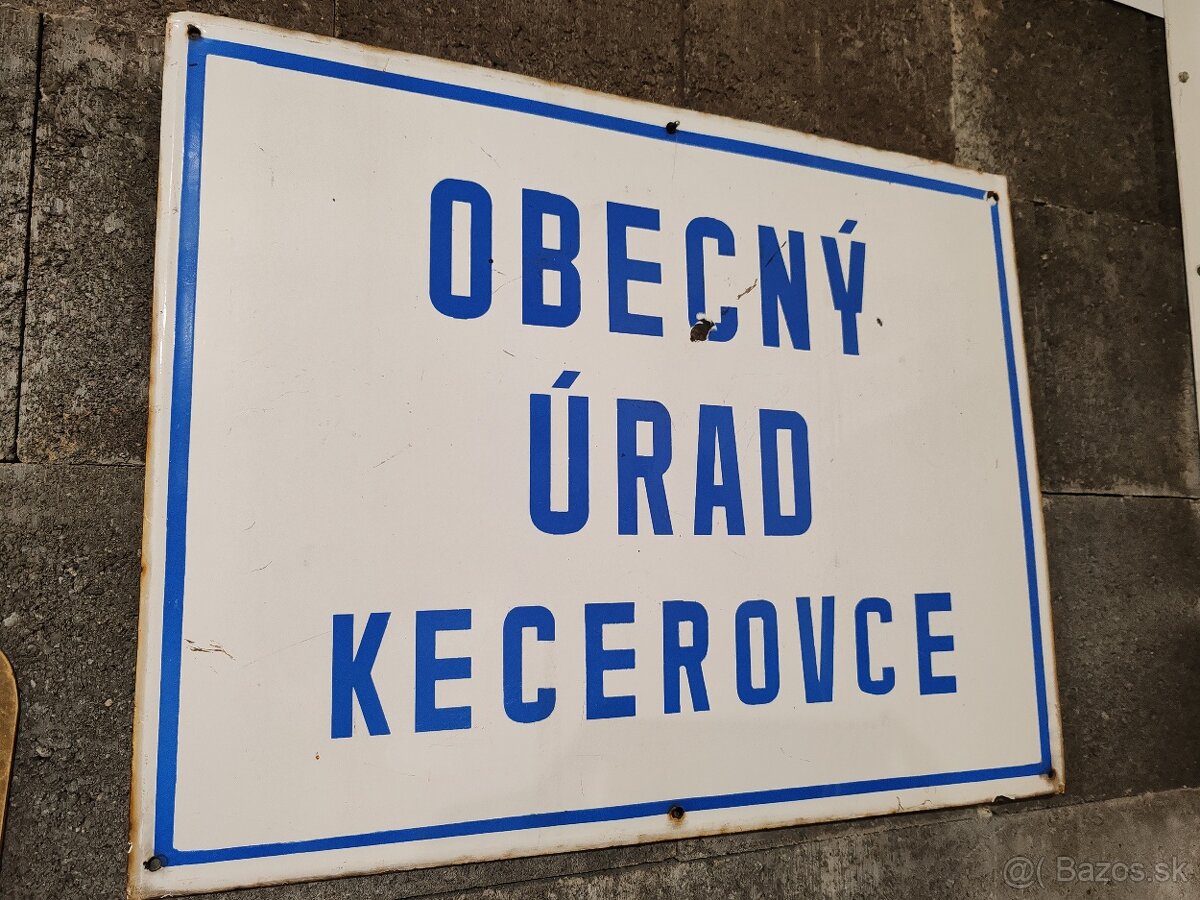 OBECNÝ
ÚRAD
KECEROVCE
@( Bazos.sk